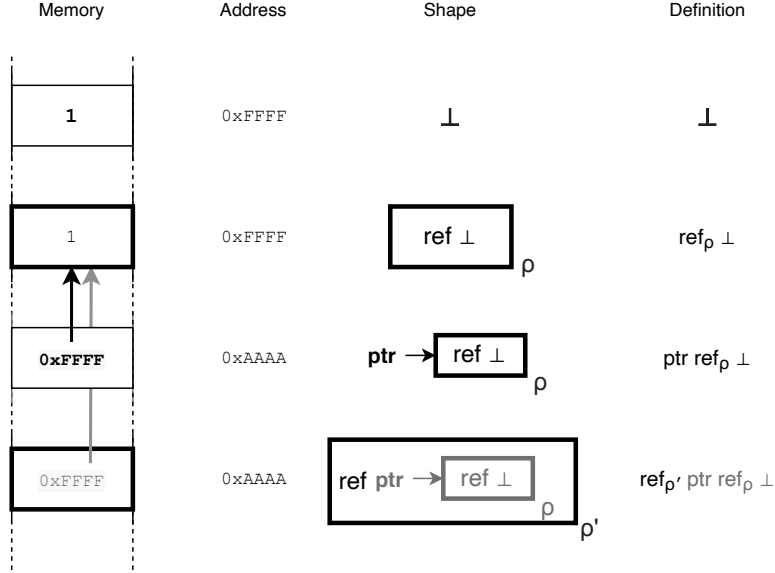 Memory Address Shape Definition
1 0xFFFF ⊥ ⊥
1 0xFFFF ref ⊥ ρ refρ ⊥
0xFFFF 0xAAAA ptr ref ⊥ ρ ptr refρ ⊥
0xFFFF 0xAAAA ref ptr ref ⊥ ρ ρ' refρ' ptr refρ ⊥